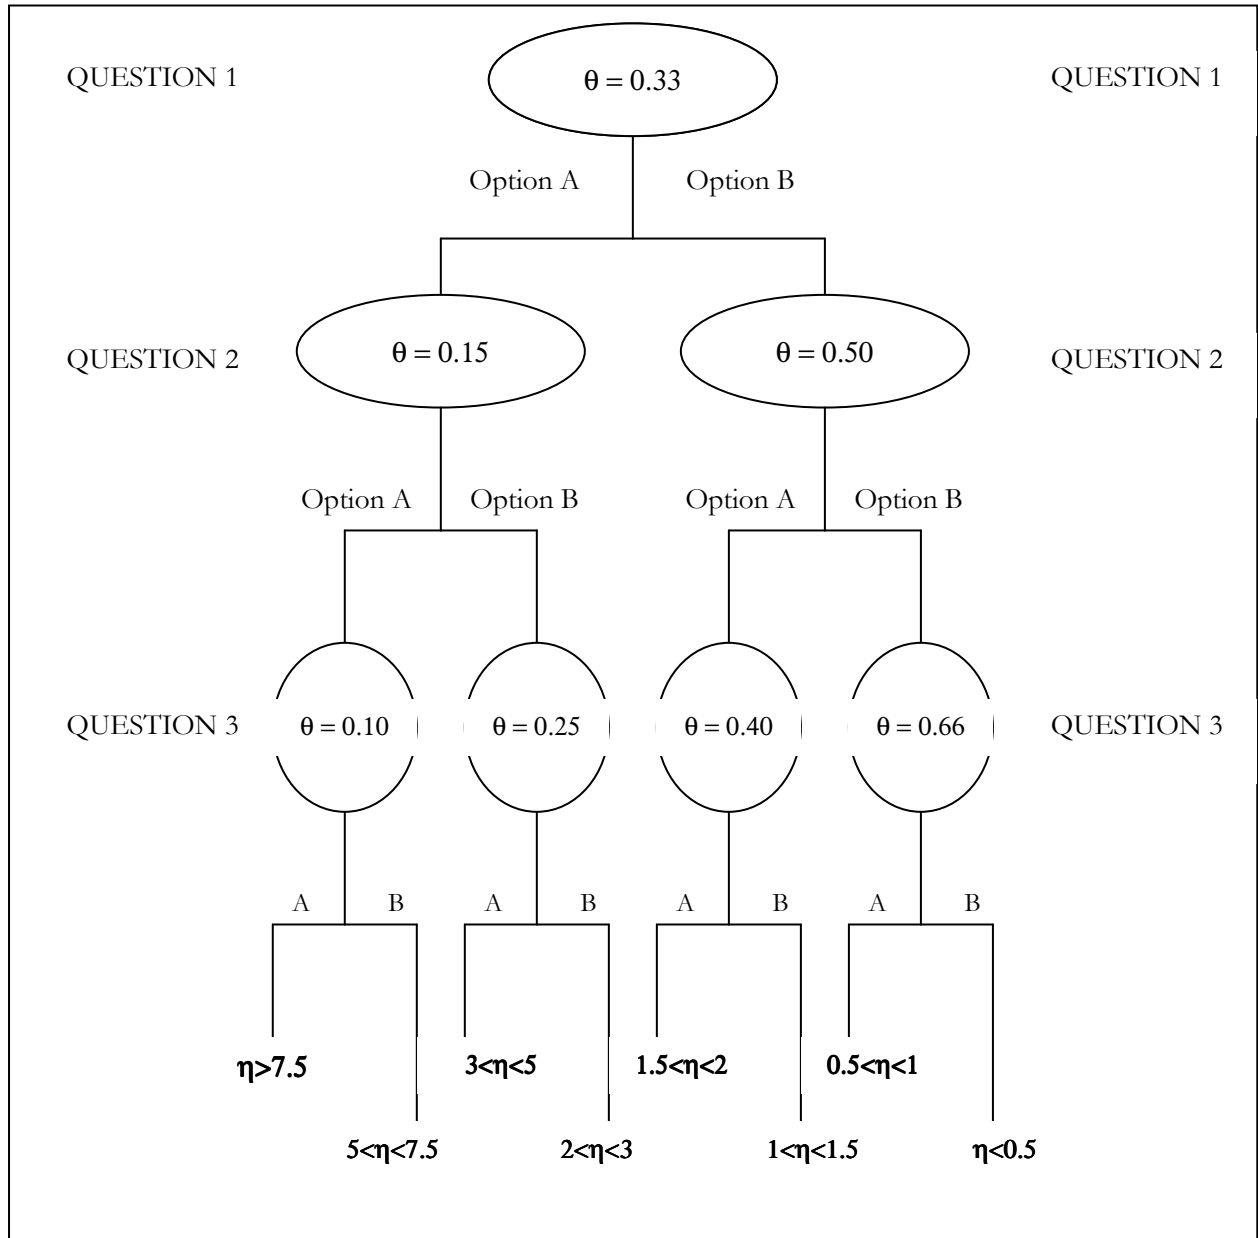 QUESTION 1 θ = 0.33 QUESTION 1
Option A Option B
QUESTION 2 θ = 0.15 θ = 0.50 QUESTION 2
Option A Option B Option A Option B
QUESTION 3 θ = 0.10 θ = 0.25 θ = 0.40 θ = 0.66 QUESTION 3
A B A B A B A B
η>7.5 3<η<5 1.5<η<2 0.5<η<1
5<η<7.5 2<η<3 1<η<1.5 η<0.5